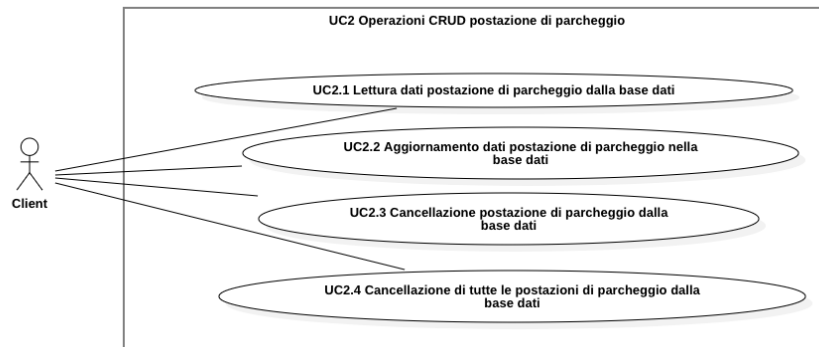 UC2 Operazioni CRUD postazione di parcheggio
UC2.1 Lettura dati postazione di parcheggio dalla base dati
UC2.2 Aggiornamento dati postazione di parcheggio nella
base dati
Client
UC2.3 Cancellazione postazione di parcheggio dalla
base dati
UC2.4 Cancellazione di tutte le postazioni di parcheggio dalla
base dati